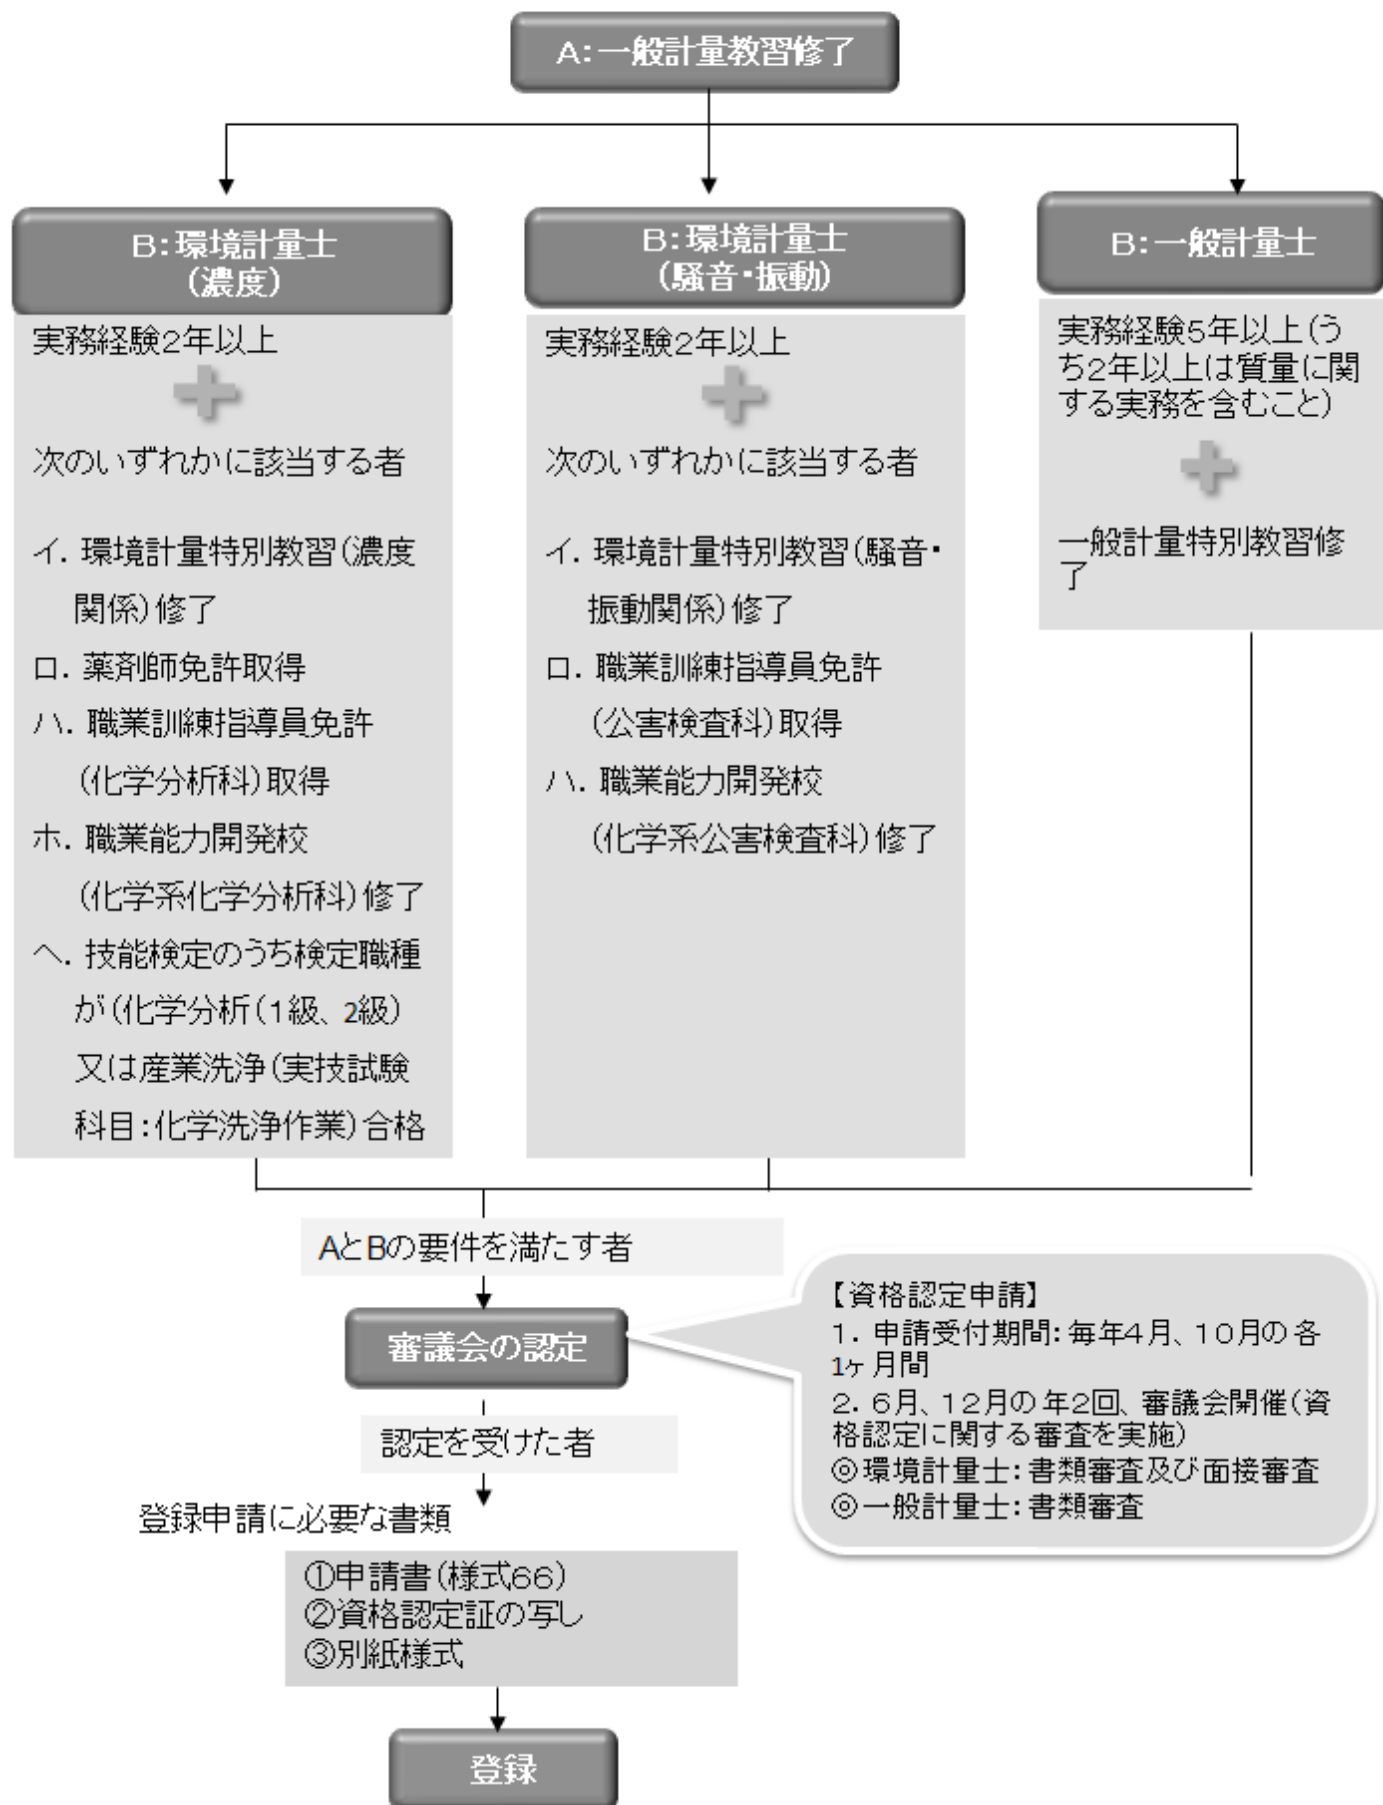 A:一般計量教習修了
B:環境計量士
(濃度)
実務経験2年以上
次のいずれかに該当する者
イ. 環境計量特別教習(濃度
関係)修了
ロ. 薬剤師免許取得
ハ. 職業訓練指導員免許
(化学分析科)取得
ホ. 職業能力開発校
(化学系化学分析科)修了
ヘ. 技能検定のうち検定職種
が(化学分析(1級、2級)
又は産業洗浄(実技試験
科目:化学洗浄作業)合格
B:環境計量士
(騒音・振動)
実務経験2年以上
次のいずれかに該当する者
イ. 環境計量特別教習(騒音・
振動関係)修了
ロ. 職業訓練指導員免許
(公害検査科)取得
ハ. 職業能力開発校
(化学系公害検査科)修了
B:一般計量士
実務経験5年以上(う
ち2年以上は質量に関
する実務を含むこと)
一般計量特別教習修
了
AとBの要件を満たす者
審議会の認定
【資格認定申請】
1. 申請受付期間:毎年4月、10月の各
1ヶ月間
2. 6月、12月の年2回、審議会開催(資
格認定に関する審査を実施)
◎環境計量士:書類審査及び面接審査
◎一般計量士:書類審査
認定を受けた者
登録申請に必要な書類
①申請書(様式66)
②資格認定証の写し
③別紙様式
登録